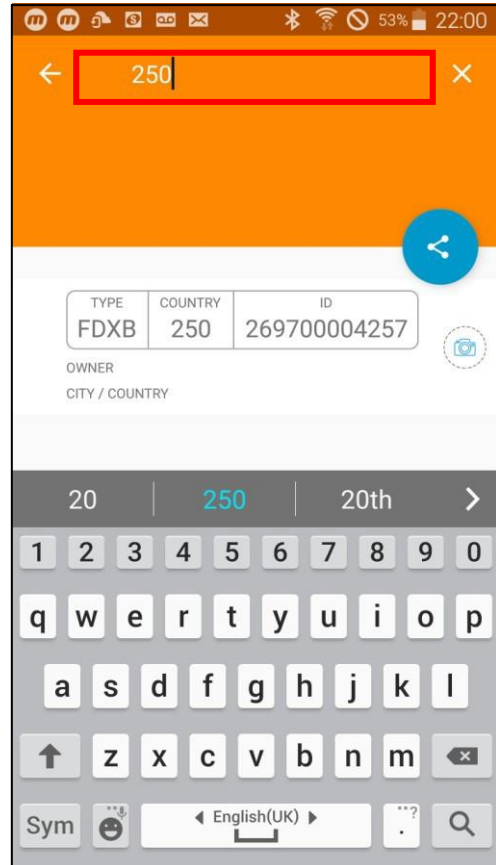 53% 22:00
250
TYPE COUNTRY ID
FDXB 250 269700004257
OWNER
CITY / COUNTRY
20 250 20th
1 2 3 4 5 6 7 8 9 0
q w e r t y u i o p
a s d f g h j k l
z x c v b n m
Sym English(UK) . ...?